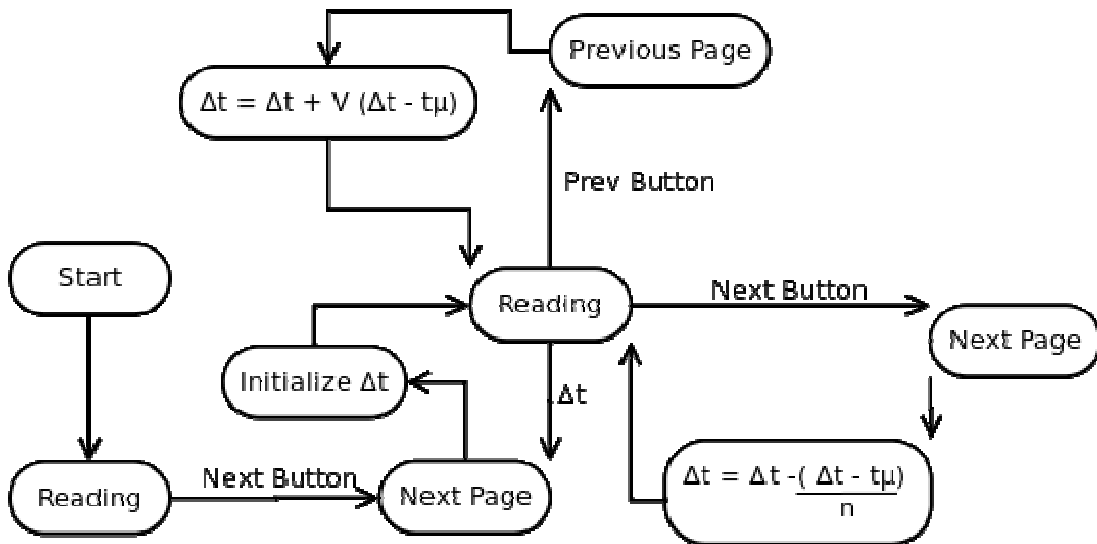 Previous Page
Δt = Δt + V (Δt - tμ)
Prev Button
Start
Reading
Next Button
Next Page
Initialize Δt
Δt
Reading
Next Button
Next Page
Δt = Δt -( Δt - tμ)
n